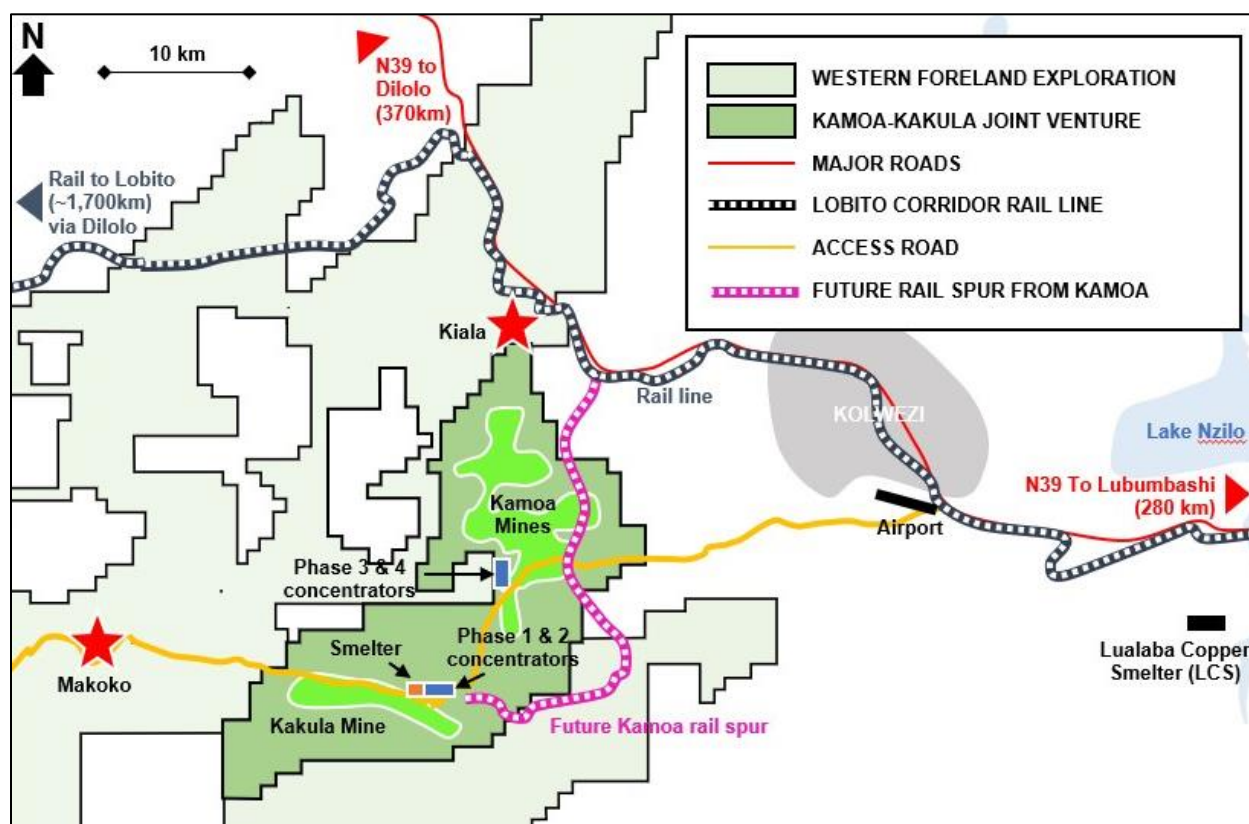 N
10 km
N39 to
Dilolo
(370km)
WESTERN FORELAND EXPLORATION
KAMOA-KAKULA JOINT VENTURE
MAJOR ROADS
LOBITO CORRIDOR RAIL LINE
ACCESS ROAD
FUTURE RAIL SPUR FROM KAMOA
Rail to Lobito
(~1,700km)
via Dilolo
Kiala
Rail line
KOLWEZI
Lake Nzilo
N39 To Lubumbashi
(280 km)
Airport
Kamoa
Mines
Phase 3 & 4
concentrators
Smelter
Phase 1 & 2
concentrators
Makoko
Kakula Mine
Future Kamoa rail spur
Lualaba Copper
Smelter (LCS)